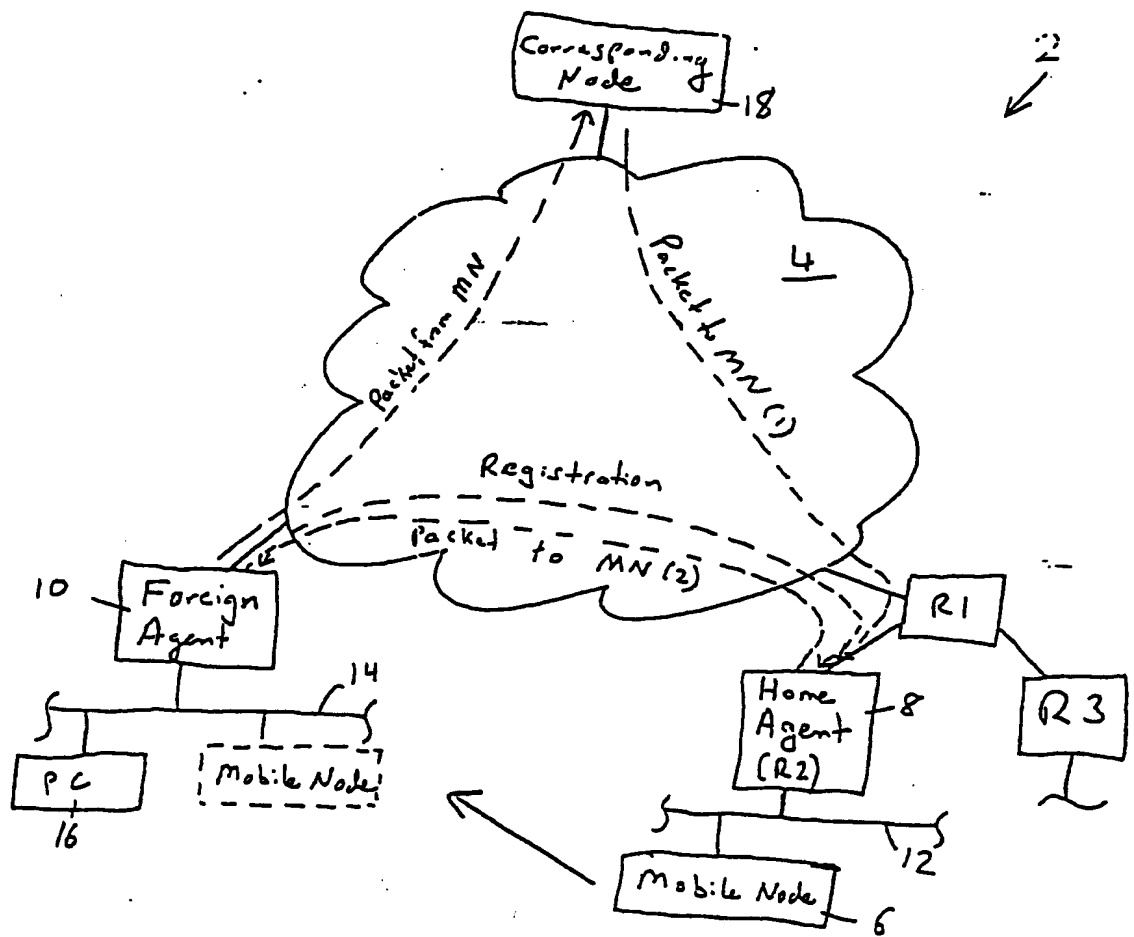 Corresponding
Node
18
2
4
Packet from MN
Packet to MN (1)
Registration
Packet to MN (2)
10
Foreign
Agent
R1
14
Home
Agent
(R2)
8
R3
PC
16
Mobile Node
12
Mobile Node
6